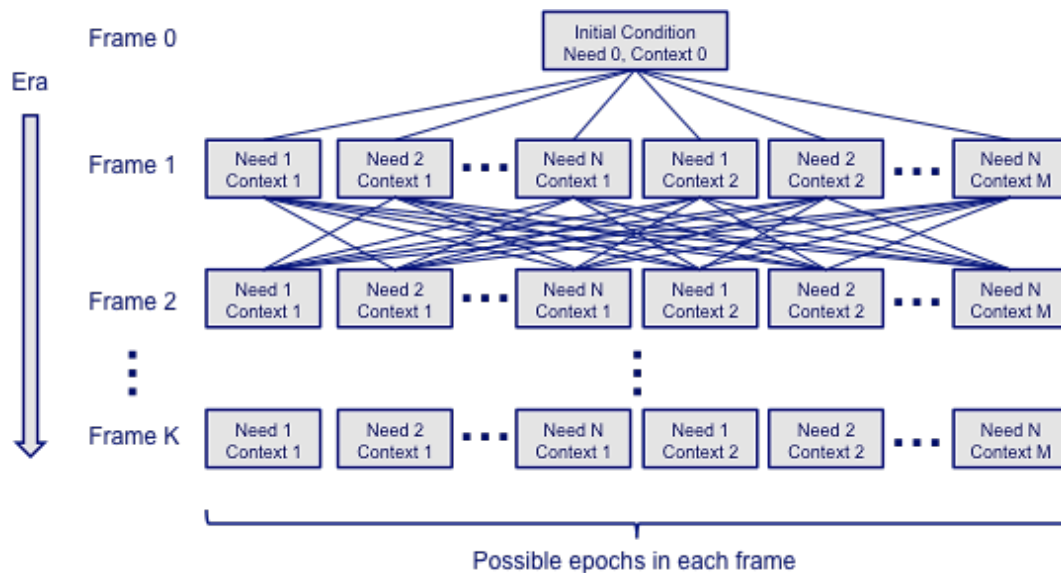 Frame 0
Initial Condition
Need 0, Context 0
Era
Frame 1
Need 1
Context 1
Need 2
Context 1
Need N
Context 1
Need 1
Context 2
Need 2
Context 2
Need N
Context M
Frame 2
Need 1
Context 1
Need 2
Context 1
Need N
Context 1
Need 1
Context 2
Need 2
Context 2
Need N
Context M
Frame K
Need 1
Context 1
Need 2
Context 1
Need N
Context 1
Need 1
Context 2
Need 2
Context 2
Need N
Context M
Possible epochs in each frame